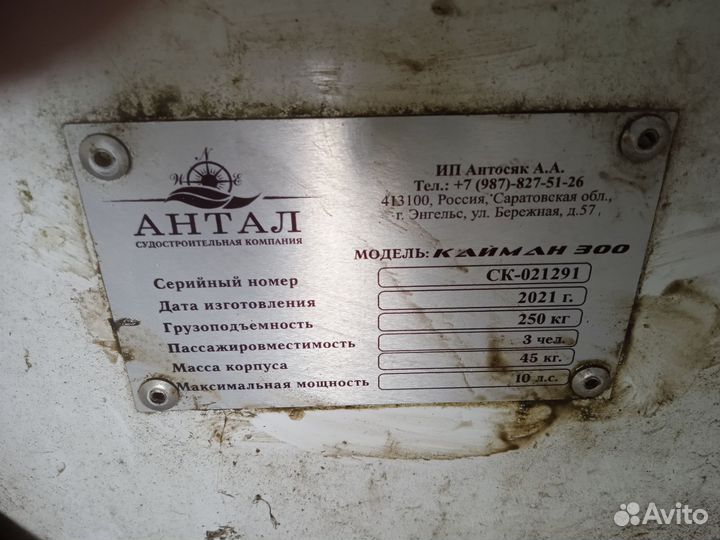 N
W E
АНТАЛ
СУДОСТРОИТЕЛЬНАЯ КОМПАНИЯ
ИП Антосяк А.А.
Тел.: +7 (987)-827-51-26
413100, Россия, Саратовская обл.,
г. Энгельс, ул. Бережная, д.57,
МОДЕЛЬ: КАЙМАН 300
Серийный номер СК-021291
Дата изготовления 2021 г.
Грузоподъемность 250 кг
Пассажировместимость 3 чел.
Масса корпуса 45 кг.
Максимальная мощность 10 л.с.
Avito